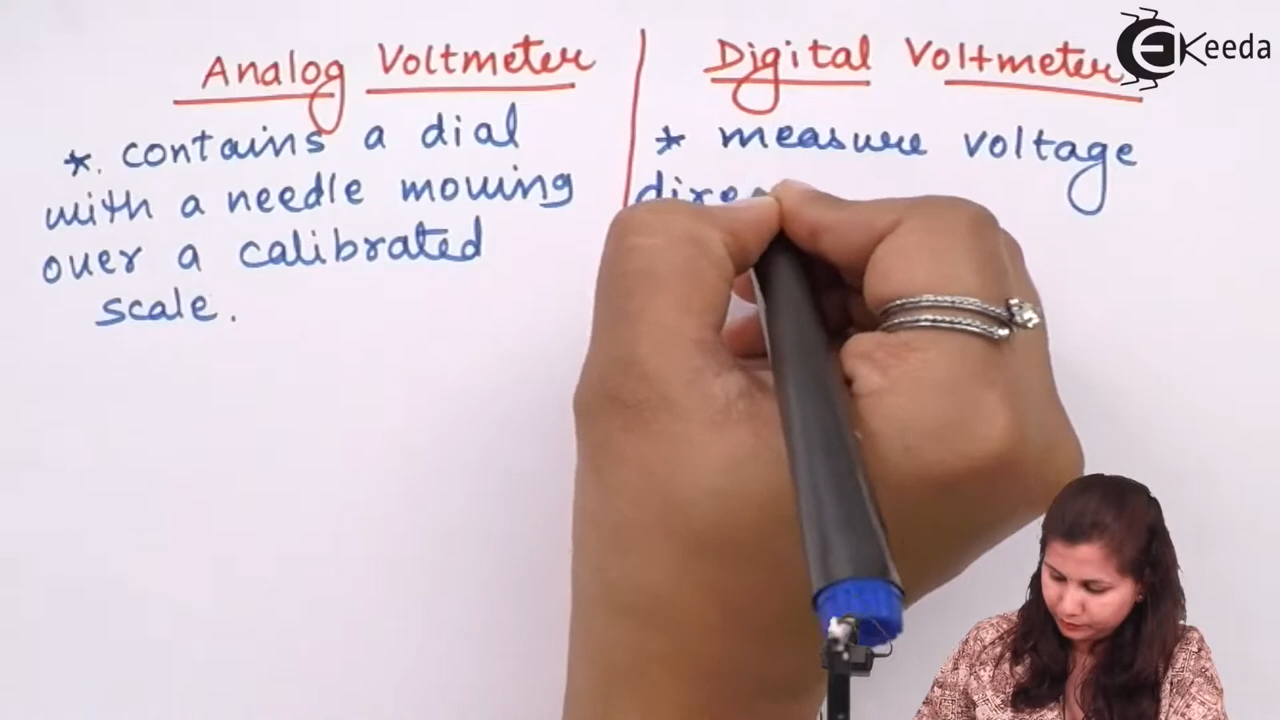 Analog Voltmeter
*. contains a dial
with a needle moving
over a calibrated
scale.
Digital Voltmeter
* measure voltage
Keeda